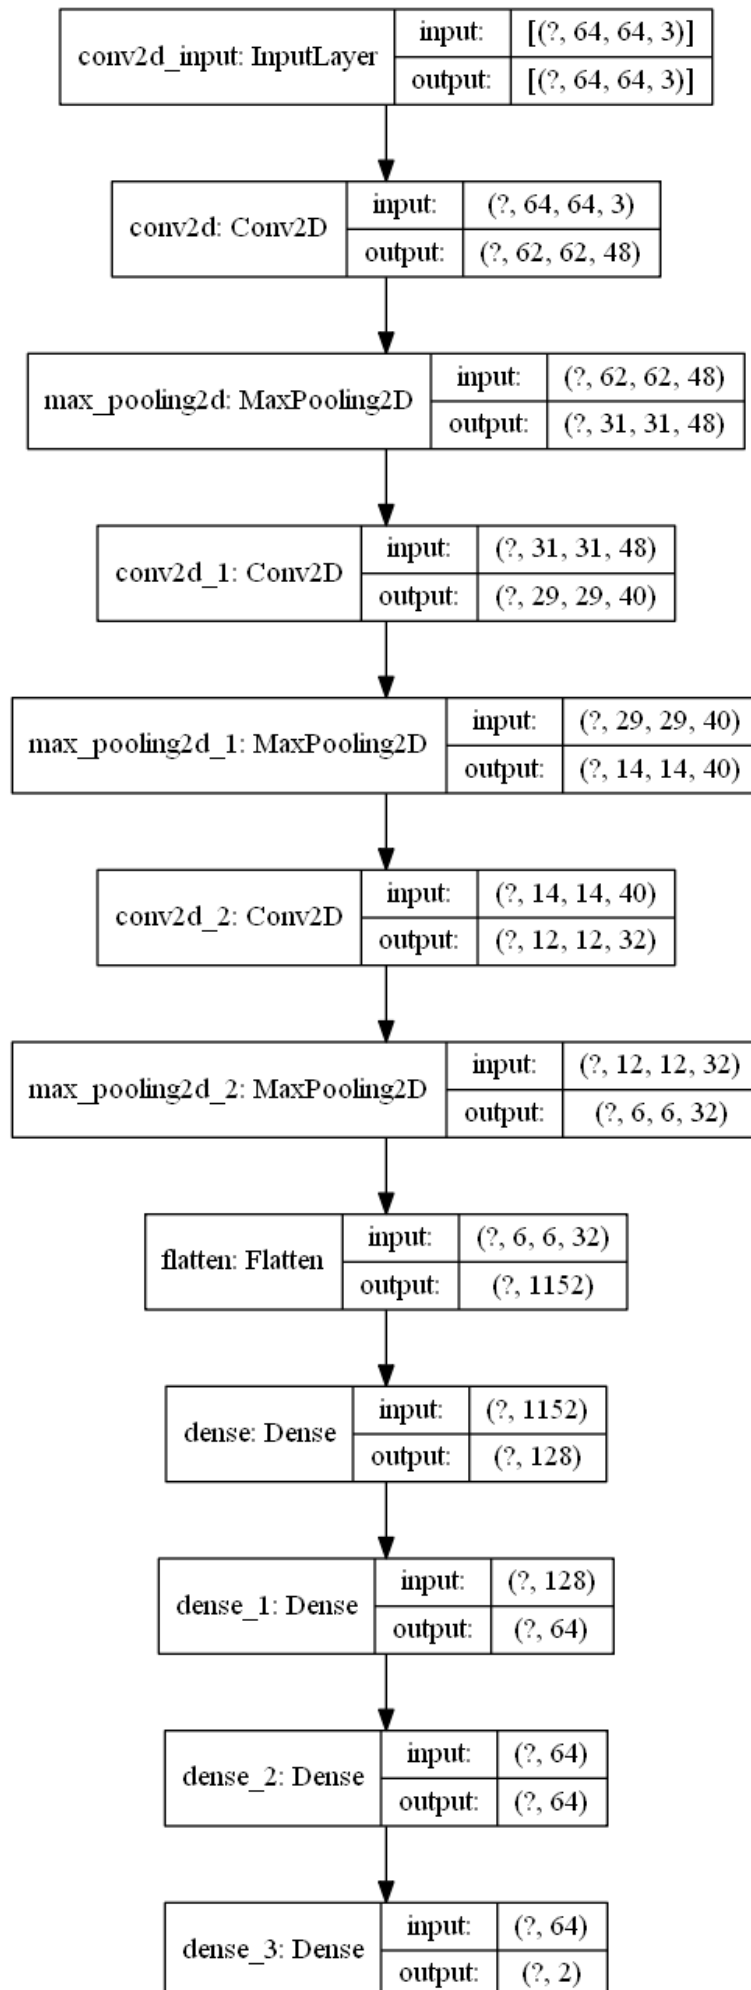 conv2d_input: InputLayer
input: [(?, 64, 64, 3)]
output: [(?, 64, 64, 3)]
conv2d: Conv2D
input: (?, 64, 64, 3)
output: (?, 62, 62, 48)
max_pooling2d: MaxPooling2D
input: (?, 62, 62, 48)
output: (?, 31, 31, 48)
conv2d_1: Conv2D
input: (?, 31, 31, 48)
output: (?, 29, 29, 40)
max_pooling2d_1: MaxPooling2D
input: (?, 29, 29, 40)
output: (?, 14, 14, 40)
conv2d_2: Conv2D
input: (?, 14, 14, 40)
output: (?, 12, 12, 32)
max_pooling2d_2: MaxPooling2D
input: (?, 12, 12, 32)
output: (?, 6, 6, 32)
flatten: Flatten
input: (?, 6, 6, 32)
output: (?, 1152)
dense: Dense
input: (?, 1152)
output: (?, 128)
dense_1: Dense
input: (?, 128)
output: (?, 64)
dense_2: Dense
input: (?, 64)
output: (?, 64)
dense_3: Dense
input: (?, 64)
output: (?, 2)